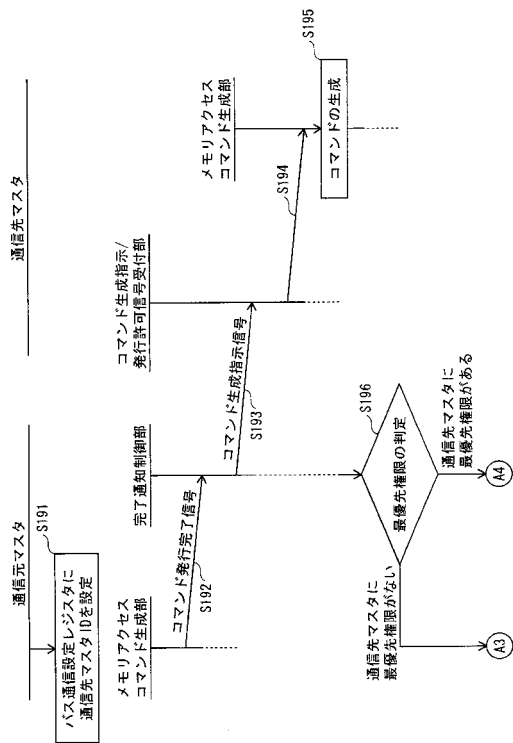 通信元マスタ
通信先マスタ
S191
バス通信設定レジスタに
通信先マスタIDを設定
メモリアクセス
コマンド生成部
完了通知制御部
コマンド生成指示/
発行許可信号受付部
メモリアクセス
コマンド生成部
コマンド発行完了信号
S192
コマンド生成指示信号
S193
S194
S195
コマンドの生成
S196
最優先権限の判定
通信先マスタに
最優先権限がない
通信先マスタに
最優先権限がある
A3
A4